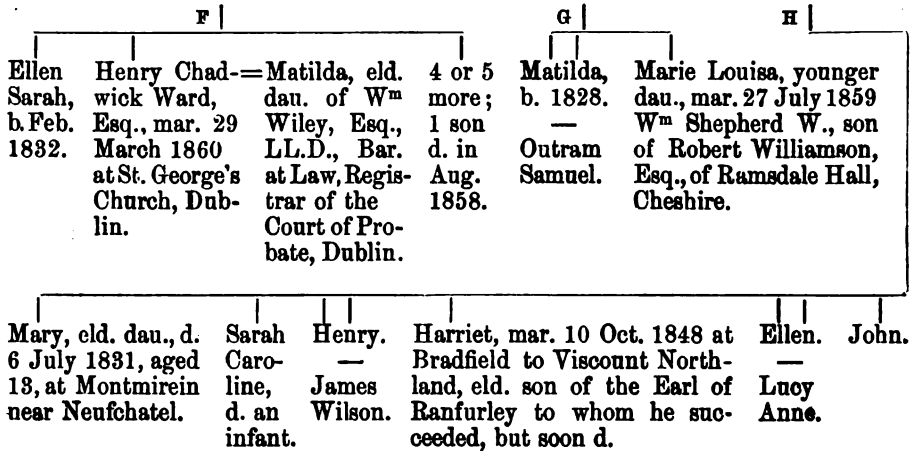 F
G
H
Ellen
Sarah,
b. Feb.
1832.
Henry Chad-
wick Ward,
Esq., mar. 29
March 1860
at St. George's
Church, Dub-
lin.
=Matilda, eld.
dau. of Wm
Wiley, Esq.,
LL.D., Bar.
at Law, Regis-
trar of the
Court of Pro-
bate, Dublin.
4 or 5
more;
1 son
d. in
Aug.
1858.
Matilda,
b. 1828.
—
Outram
Samuel.
Marie Louisa, younger
dau., mar. 27 July 1859
Wm Shepherd W., son
of Robert Williamson,
Esq., of Ramsdale Hall,
Cheshire.
Mary, eld. dau., d.
6 July 1831, aged
13, at Montmirein
near Neufchatel.
Sarah
Caro-
line,
d. an
infant.
Henry.
—
James
Wilson.
Harriet, mar. 10 Oct. 1848 at
Bradfield to Viscount North-
land, eld. son of the Earl of
Ranfurley to whom he suc-
ceeded, but soon d.
Ellen.
—
Lucy
Anne.
John.